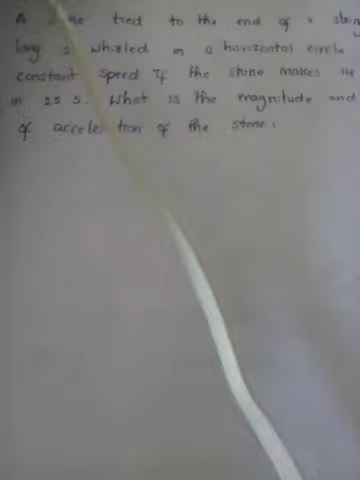 A tied to the end of a
long is whirled in a horizontal circle
constant speed If the stone makes 14
in 25 s. What is the magnitude and
of acceleration of the stone.